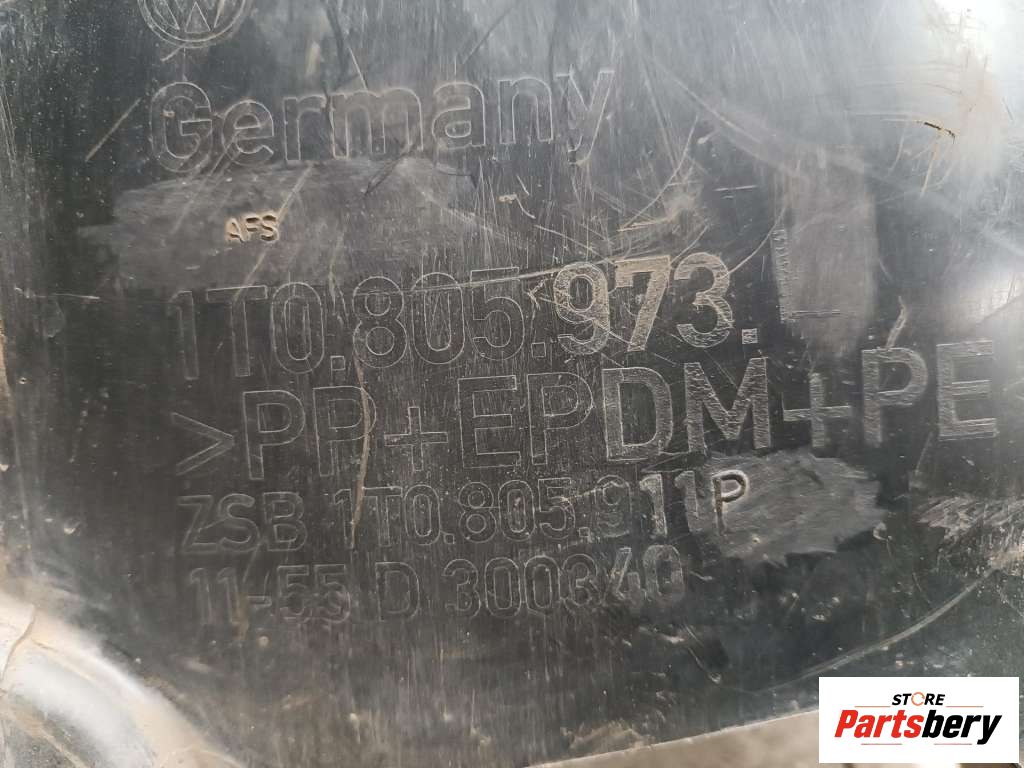 Germany
AFS
1T0.805.973.L
>PP+EPDM+PE
ZSB 1T0.805.911P
11-55 D 300340
STORE
Partsbery